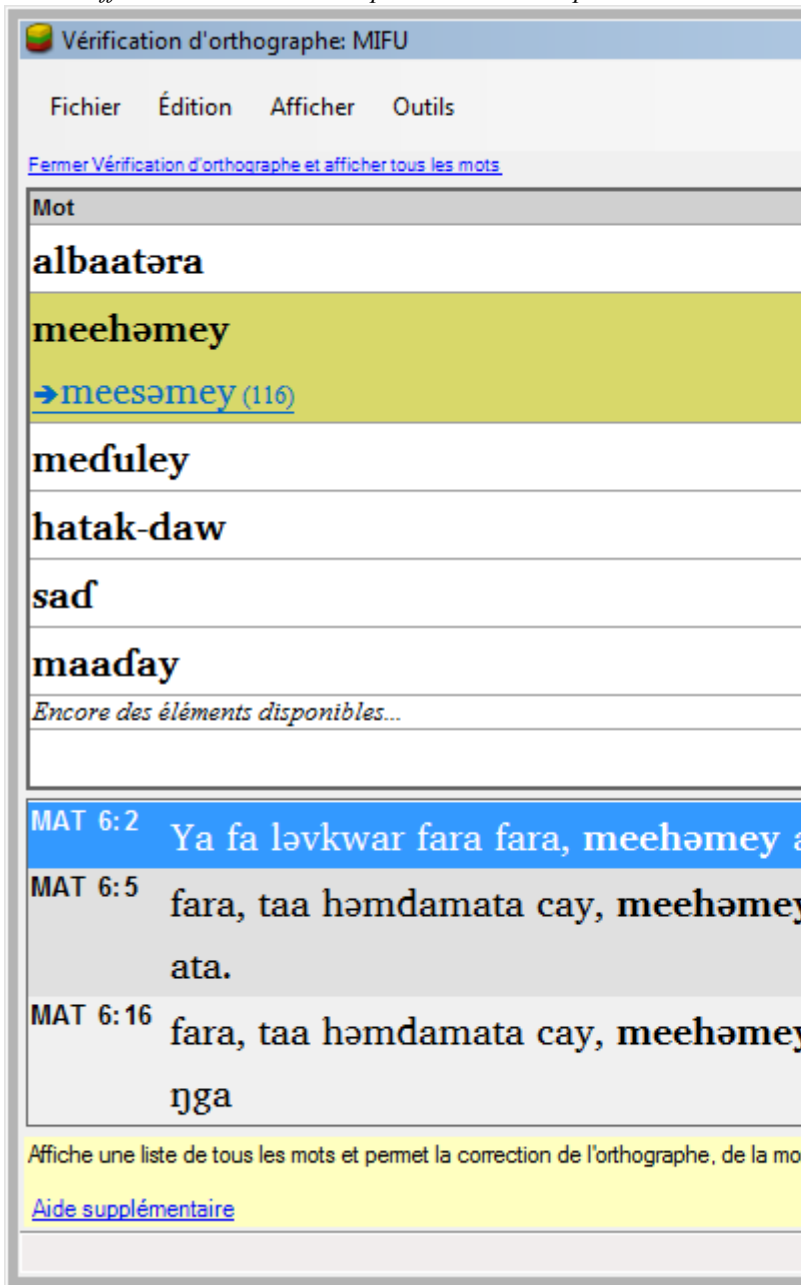 Vérification d'orthographe: MIFU
Fichier Édition Afficher Outils
Fermer Vérification d'orthographe et afficher tous les mots
Mot
albaatəra
meehəmey
➔meesəmey (116)
meɗuley
hatak-daw
saɗ
maaɗay
Encore des éléments disponibles...
MAT 6:2 Ya fa ləvkwar fara fara, meehəmey a
MAT 6:5 fara, taa həmdamata cay, meehəmey
ata.
MAT 6:16 fara, taa həmdamata cay, meehəmey
ŋga
Affiche une liste de tous les mots et permet la correction de l'orthographe, de la mo
Aide supplémentaire